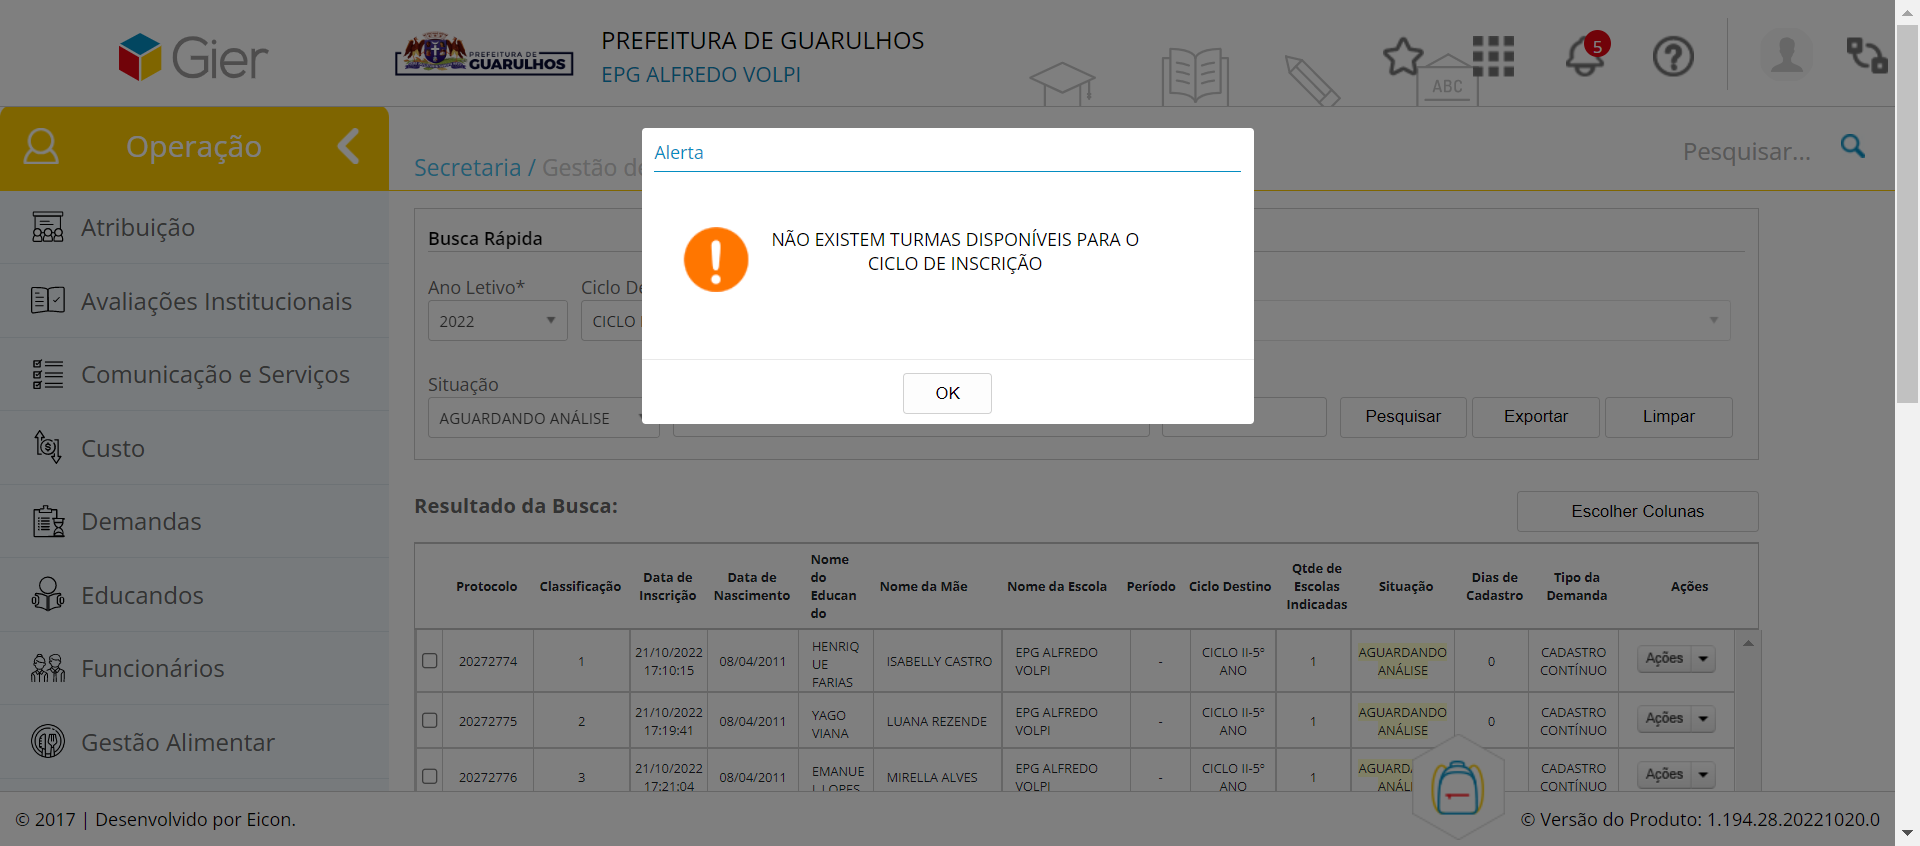 Gier
PREFEITURA DE
GUARULHOS
PREFEITURA DE GUARULHOS
EPG ALFREDO VOLPI
ABC
5
Operação
Secretaria / Gestão de
Pesquisar...
Alerta
NÃO EXISTEM TURMAS DISPONÍVEIS PARA O
CICLO DE INSCRIÇÃO
OK
Atribuição
Avaliações Institucionais
Comunicação e Serviços
Custo
Demandas
Educandos
Funcionários
Gestão Alimentar
Busca Rápida
Ano Letivo*
2022
CICLO
Situação
AGUARDANDO ANÁLISE
Pesquisar
Exportar
Limpar
Resultado da Busca:
Escolher Colunas
Protocolo
Classificação
Data de
Inscrição
Data de
Nascimento
Nome
do
Educan
do
Nome da Mãe
Nome da Escola
Período
Ciclo Destino
Qtde de
Escolas
Indicadas
Situação
Dias de
Cadastro
Tipo da
Demanda
Ações
20272774
1
21/10/2022
17:10:15
08/04/2011
HENRIQ
UE
FARIAS
ISABELLY CASTRO
EPG ALFREDO
VOLPI
-
CICLO II-5º
ANO
1
AGUARDANDO
ANÁLISE
0
CADASTRO
CONTÍNUO
Ações
20272775
2
21/10/2022
17:19:41
08/04/2011
YAGO
VIANA
LUANA REZENDE
EPG ALFREDO
VOLPI
-
CICLO II-5º
ANO
1
AGUARDANDO
ANÁLISE
0
CADASTRO
CONTÍNUO
Ações
20272776
3
21/10/2022
17:21:04
08/04/2011
EMANUE
L LOPES
MIRELLA ALVES
EPG ALFREDO
VOLPI
-
CICLO II-5º
ANO
1
CADASTRO
CONTÍNUO
Ações
© 2017 | Desenvolvido por Eicon.
© Versão do Produto: 1.194.28.20221020.0